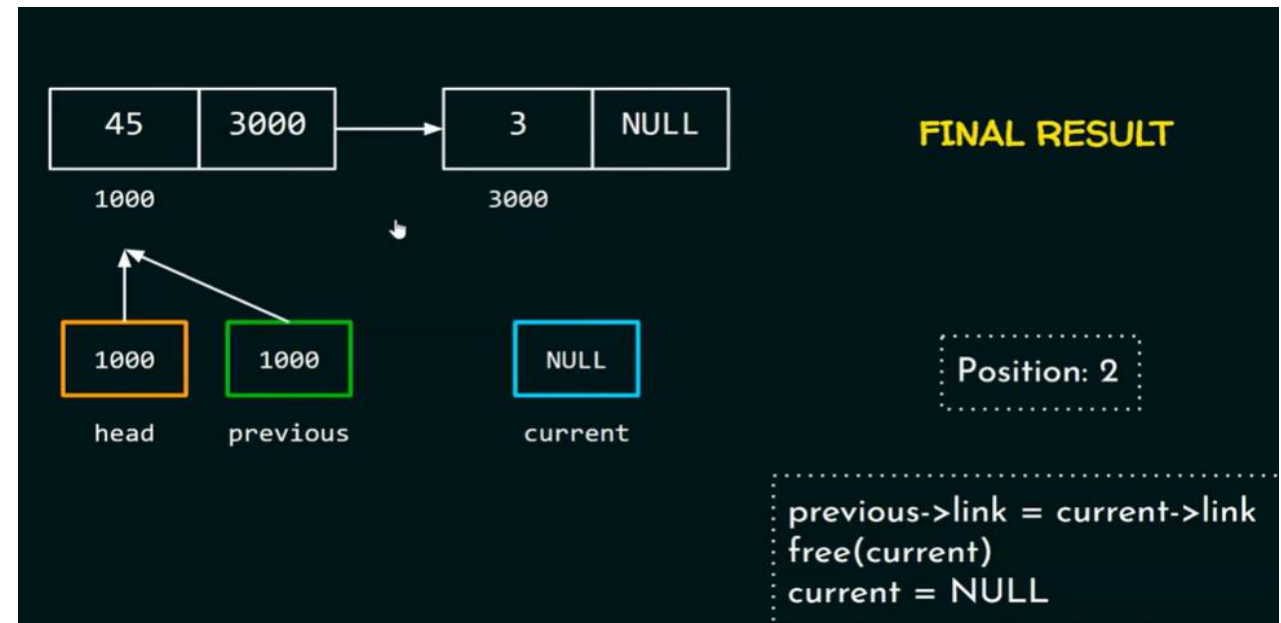 45 3000 3 NULL
FINAL RESULT
1000 3000
1000 1000 NULL
Position: 2
head previous current
previous->link = current->link
free(current)
current = NULL